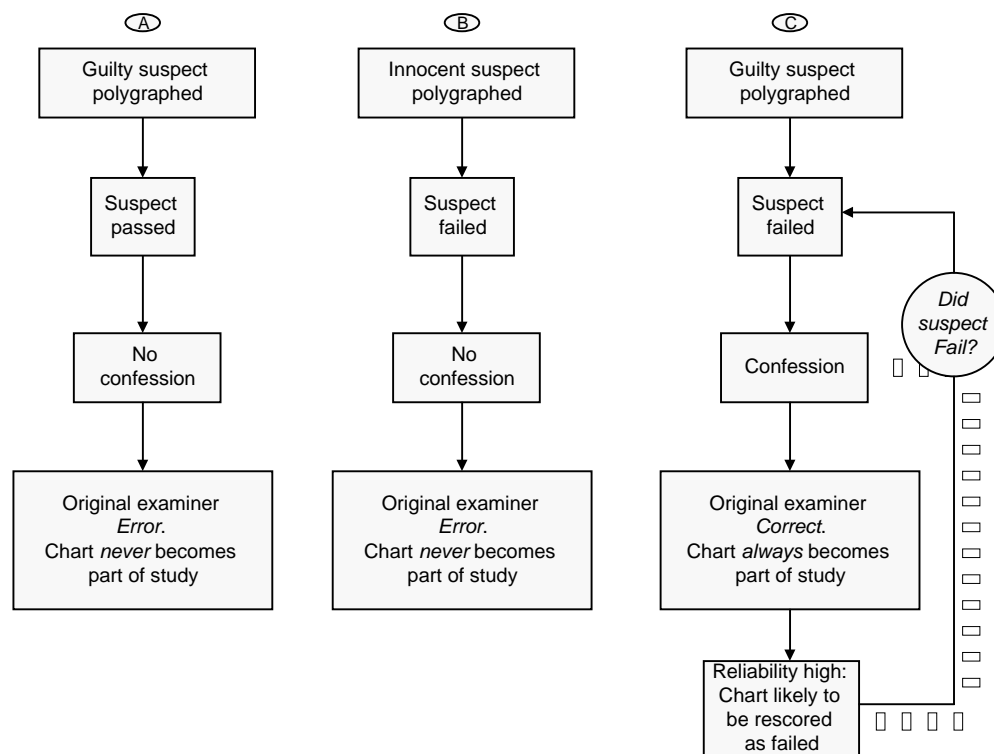 A
Guilty suspect
polygraphed
Suspect
passed
No
confession
Original examiner
Error.
Chart never becomes
part of study
B
Innocent suspect
polygraphed
Suspect
failed
No
confession
Original examiner
Error.
Chart never becomes
part of study
C
Guilty suspect
polygraphed
Suspect
failed
Confession
Original examiner
Correct.
Chart always becomes
part of study
Reliability high:
Chart likely to
be rescored
as failed
Did
suspect
Fail?